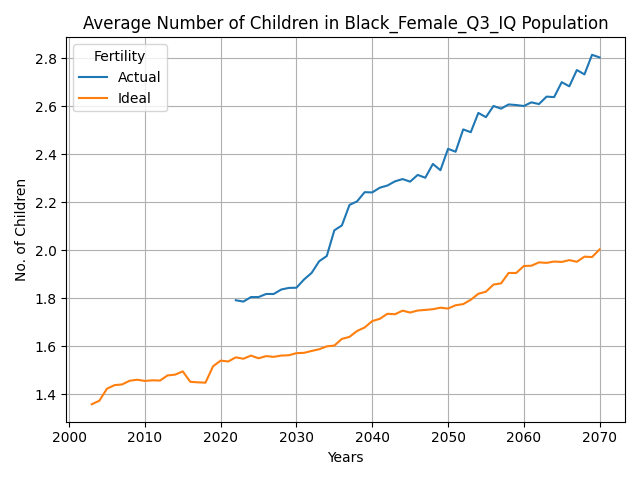 Average Number of Children in Black_Female_Q3_IQ Population
Fertility
Actual
Ideal
No. of Children
2.8
2.6
2.4
2.2
2.0
1.8
1.6
1.4
2000 2010 2020 2030 2040 2050 2060 2070
Years